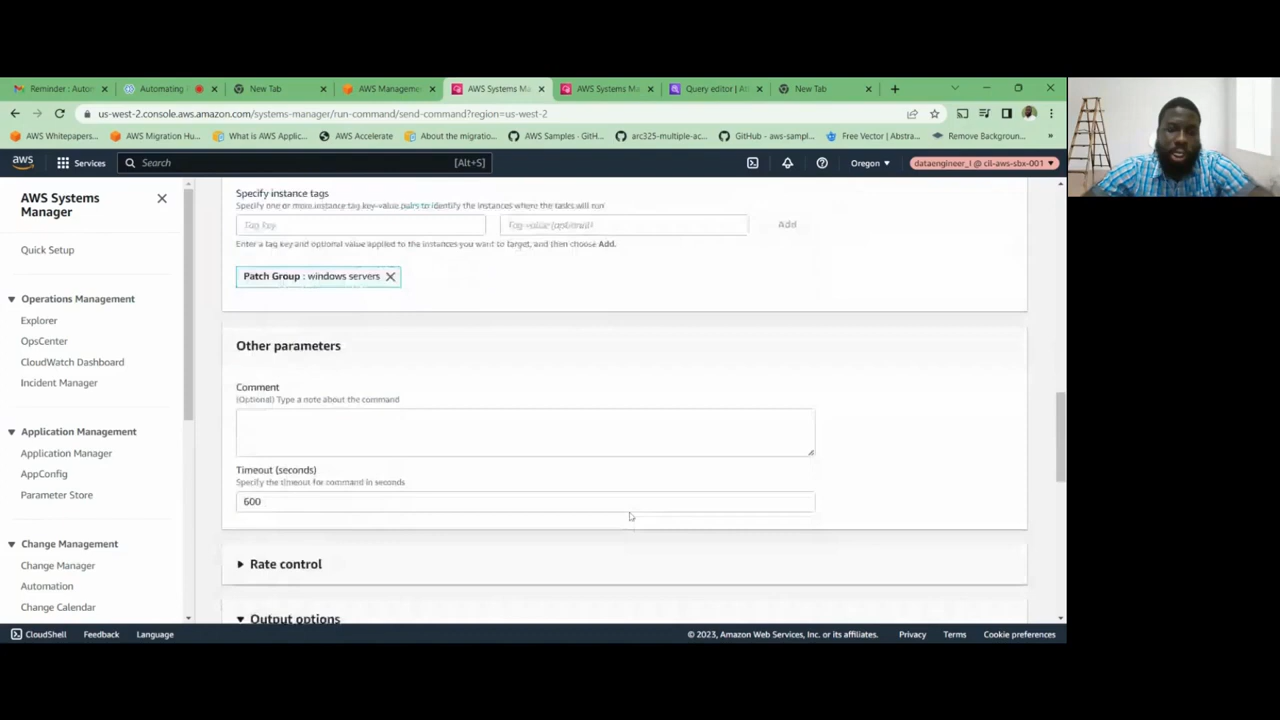 Reminder : Auton
Automating
New Tab
AWS Manageme
AWS Systems Ma
AWS Systems Ma
Query editor | Ath
New Tab
us-west-2.console.aws.amazon.com/systems-manager/run-command/send-command?region=us-west-2
AWS Whitepapers...
AWS Migration Hu...
What is AWS Applic...
AWS Accelerate
About the migratio...
AWS Samples - GitH...
arc325-multiple-ac...
GitHub - aws-sampl...
Free Vector | Abstra...
Remove Backgroun...
»
aws
Services
Search
[Alt+S]
Oregon
dataengineer_I @ cil-aws-sbx-001
AWS Systems
Manager
Quick Setup
Operations Management
Explorer
OpsCenter
CloudWatch Dashboard
Incident Manager
Application Management
Application Manager
AppConfig
Parameter Store
Change Management
Change Manager
Automation
Change Calendar
Specify instance tags
Specify one or more instance tag key-value pairs to identify the instances where the tasks will run
Tag key
Tag value (optional)
Add
Enter a tag key and optional value applied to the instances you want to target, and then choose Add.
Patch Group : windows servers
Other parameters
Comment
(Optional) Type a note about the command
Timeout (seconds)
Specify the timeout for command in seconds
600
Rate control
Output options
CloudShell
Feedback
Language
© 2023, Amazon Web Services, Inc. or its affiliates.
Privacy
Terms
Cookie preferences